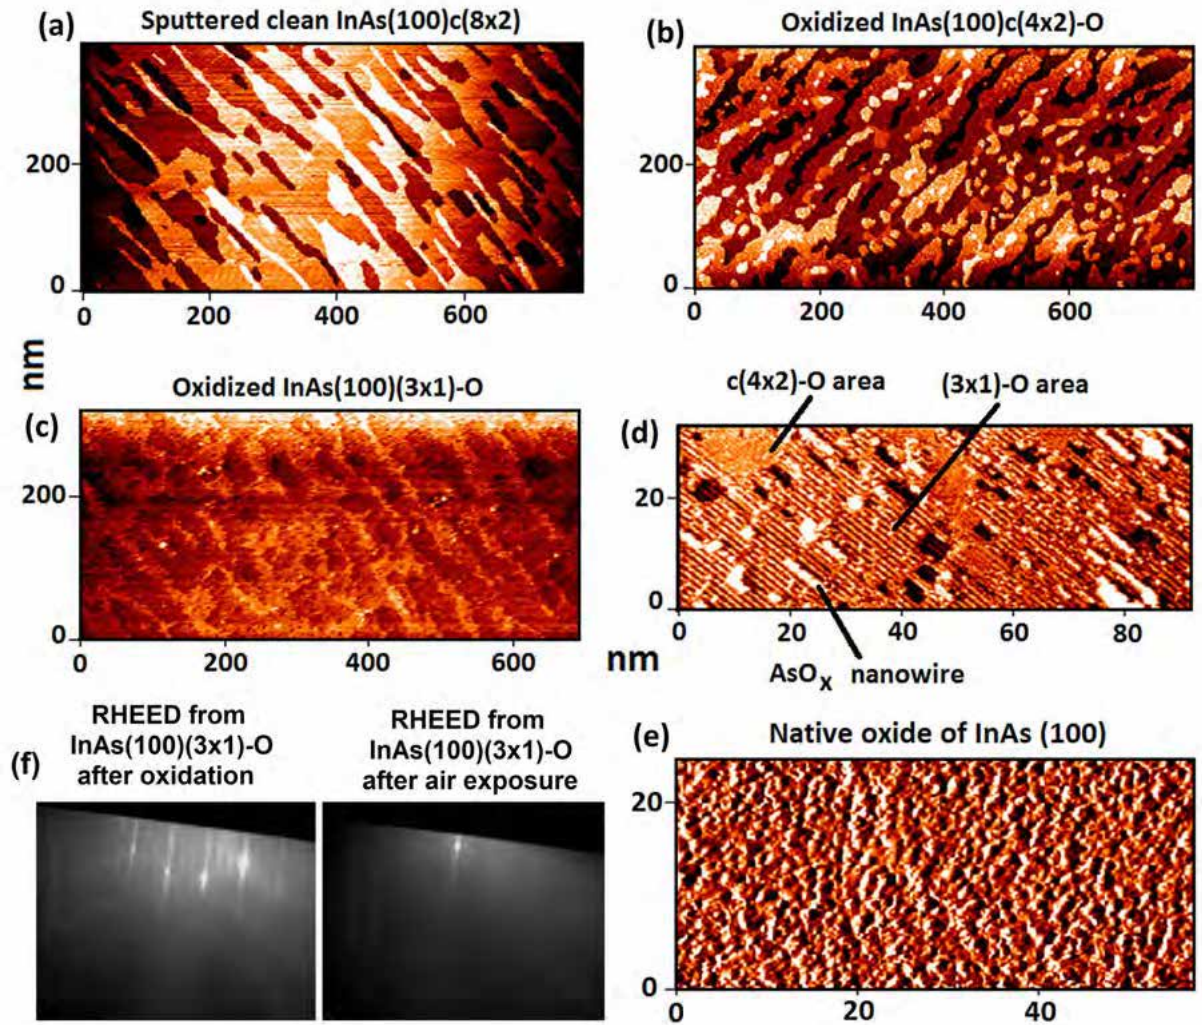 (a) Sputtered clean InAs(100)c(8x2)
200
0
0 200 400 600
(b) Oxidized InAs(100)c(4x2)-O
200
0
0 200 400 600
nm
Oxidized InAs(100)(3x1)-O
(c)
200
0
0 200 400 600
c(4x2)-O area (3x1)-O area
(d)
20
0
0 20 40 60 80
nm
AsOₓ nanowire
(f)
RHEED from
InAs(100)(3x1)-O
after oxidation
RHEED from
InAs(100)(3x1)-O
after air exposure
(e) Native oxide of InAs (100)
20
0
0 20 40